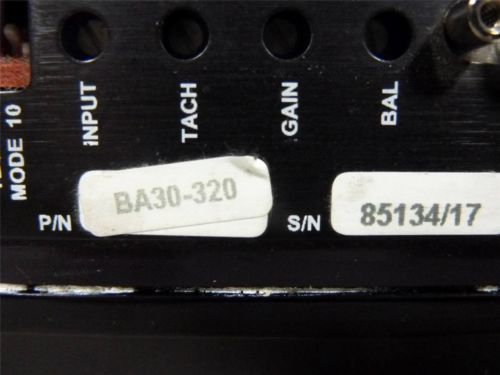 MODE 10
INPUT
TACH
GAIN
BAL
P/N BA30-320
S/N 85134/17